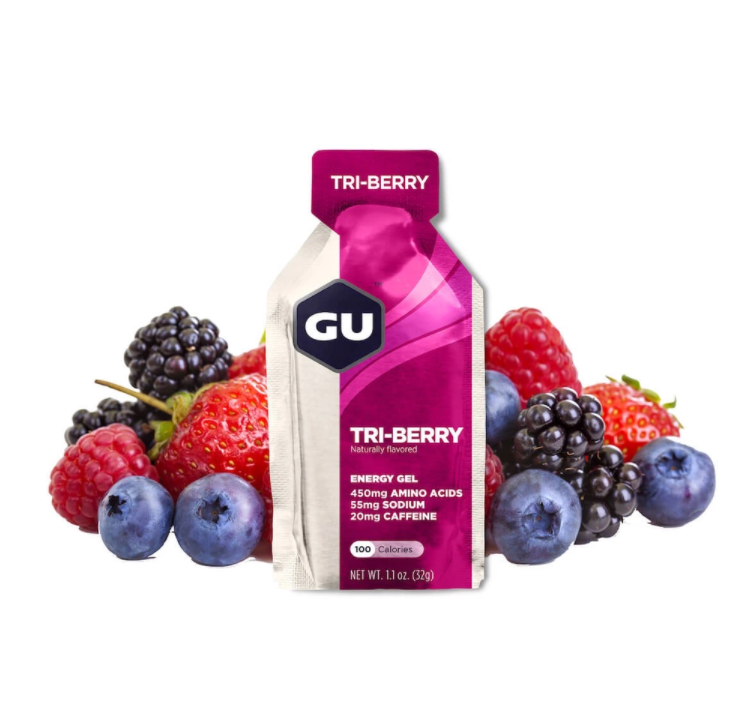 TRI-BERRY
GU
TRI-BERRY
Naturally flavored
ENERGY GEL
450mg AMINO ACIDS
55mg SODIUM
20mg CAFFEINE
100 Calories
NET WT. 1.1 oz. (32g)